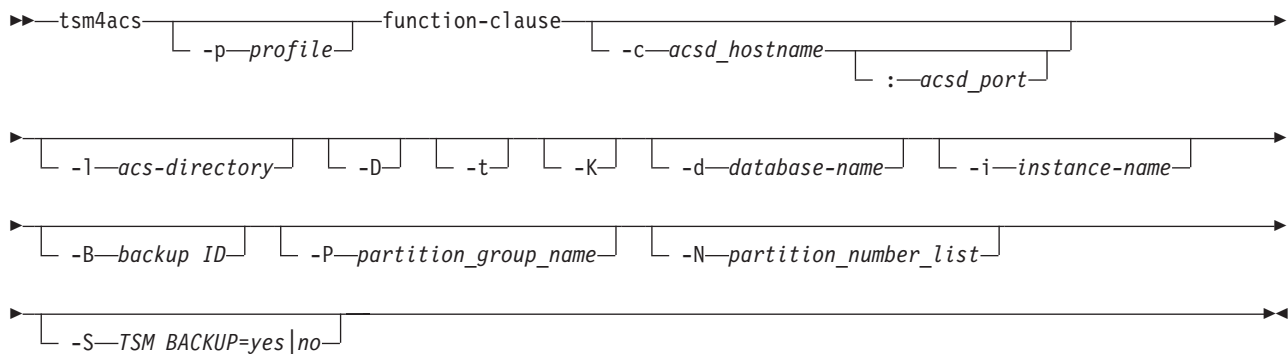 tsm4acs -p profile function-clause -c acsd_hostname : acsd_port
-l acs-directory -D -t -K -d database-name -i instance-name
-B backup ID -P partition_group_name -N partition_number_list
-S TSM BACKUP=yes|no